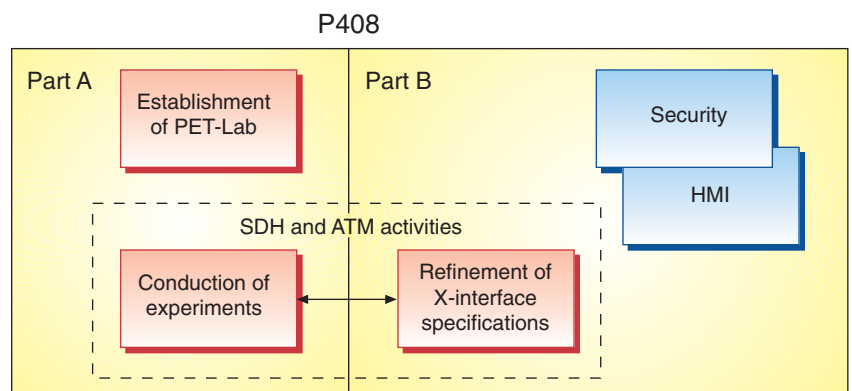 P408
Part A
Establishment
of PET-Lab
Part B
Security
HMI
SDH and ATM activities
Conduction of
experiments
Refinement of
X-interface
specifications